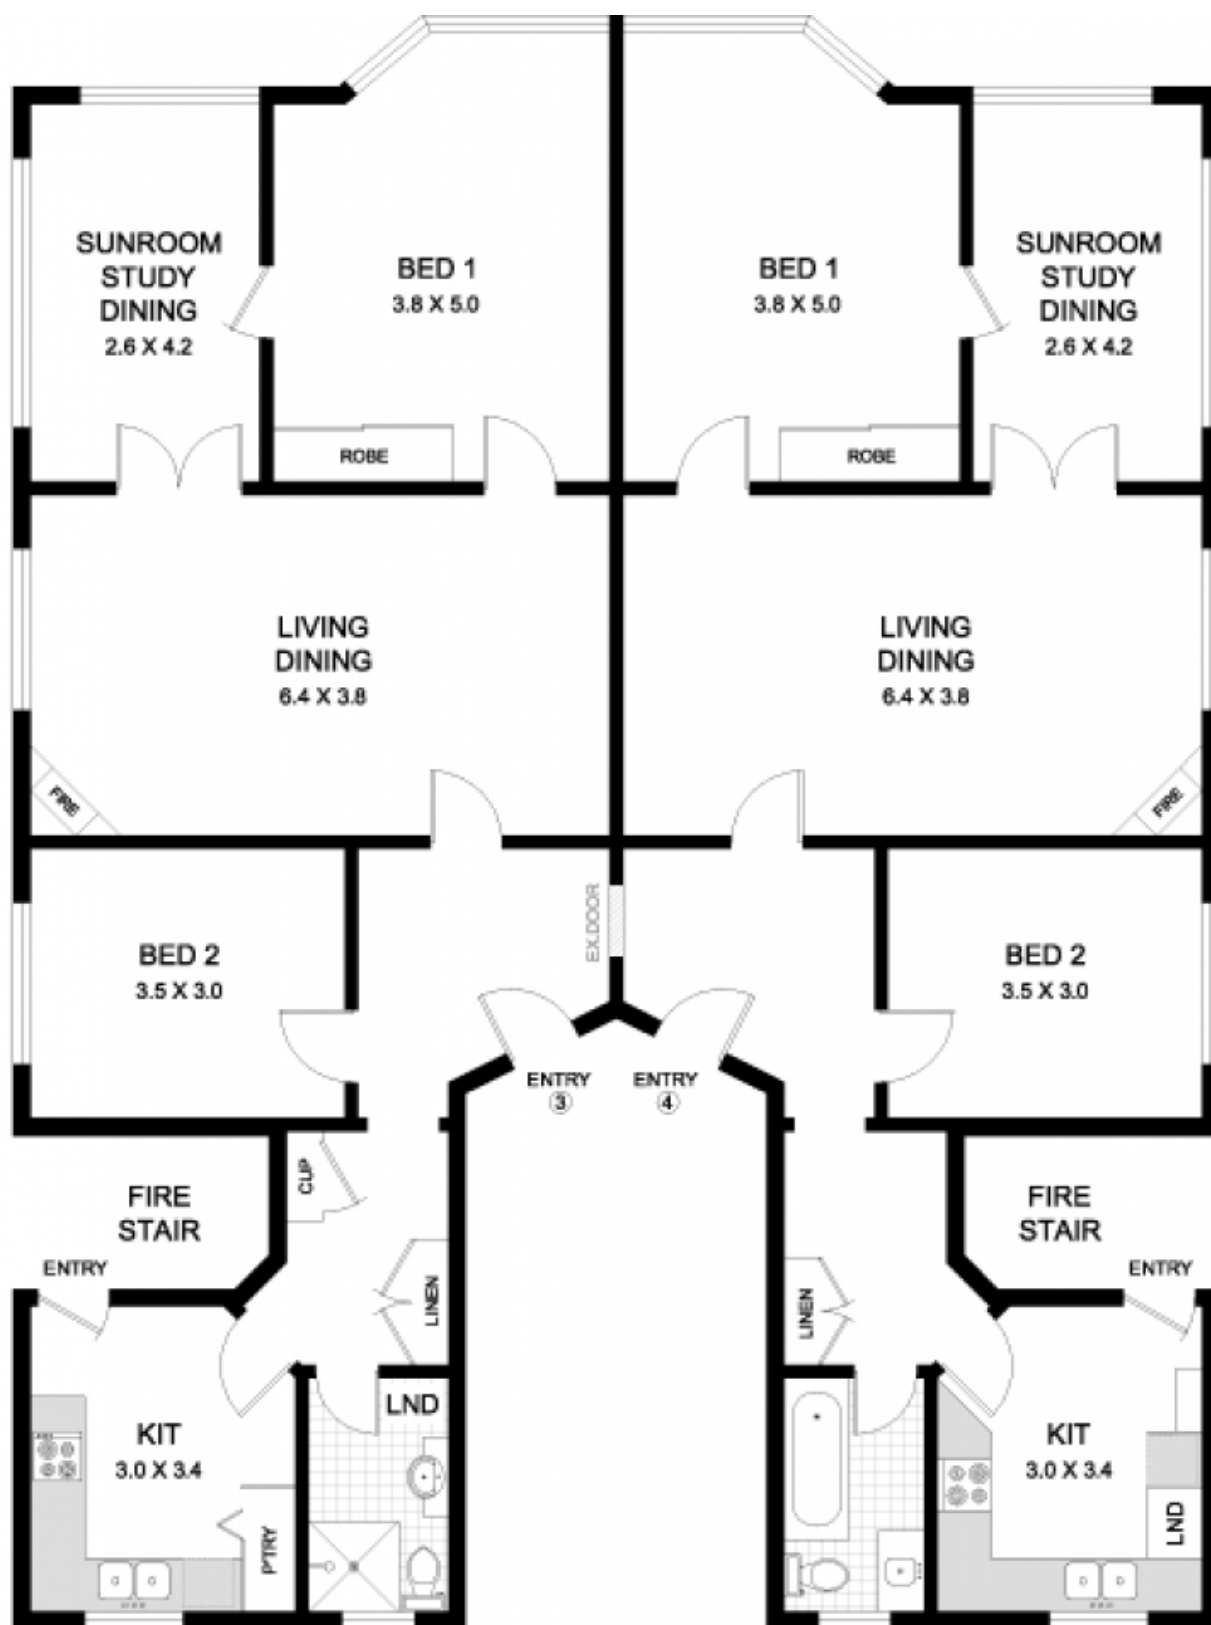 SUNROOM
STUDY
DINING
2.6 X 4.2
BED 1
3.8 X 5.0
BED 1
3.8 X 5.0
SUNROOM
STUDY
DINING
2.6 X 4.2
ROBE
ROBE
LIVING
DINING
6.4 X 3.8
LIVING
DINING
6.4 X 3.8
FIRE
FIRE
BED 2
3.5 X 3.0
EX.DOOR
BED 2
3.5 X 3.0
ENTRY
3
ENTRY
4
CUP
FIRE
STAIR
FIRE
STAIR
ENTRY
ENTRY
LINEN
LINEN
LND
KIT
3.0 X 3.4
KIT
3.0 X 3.4
PTRY
LND